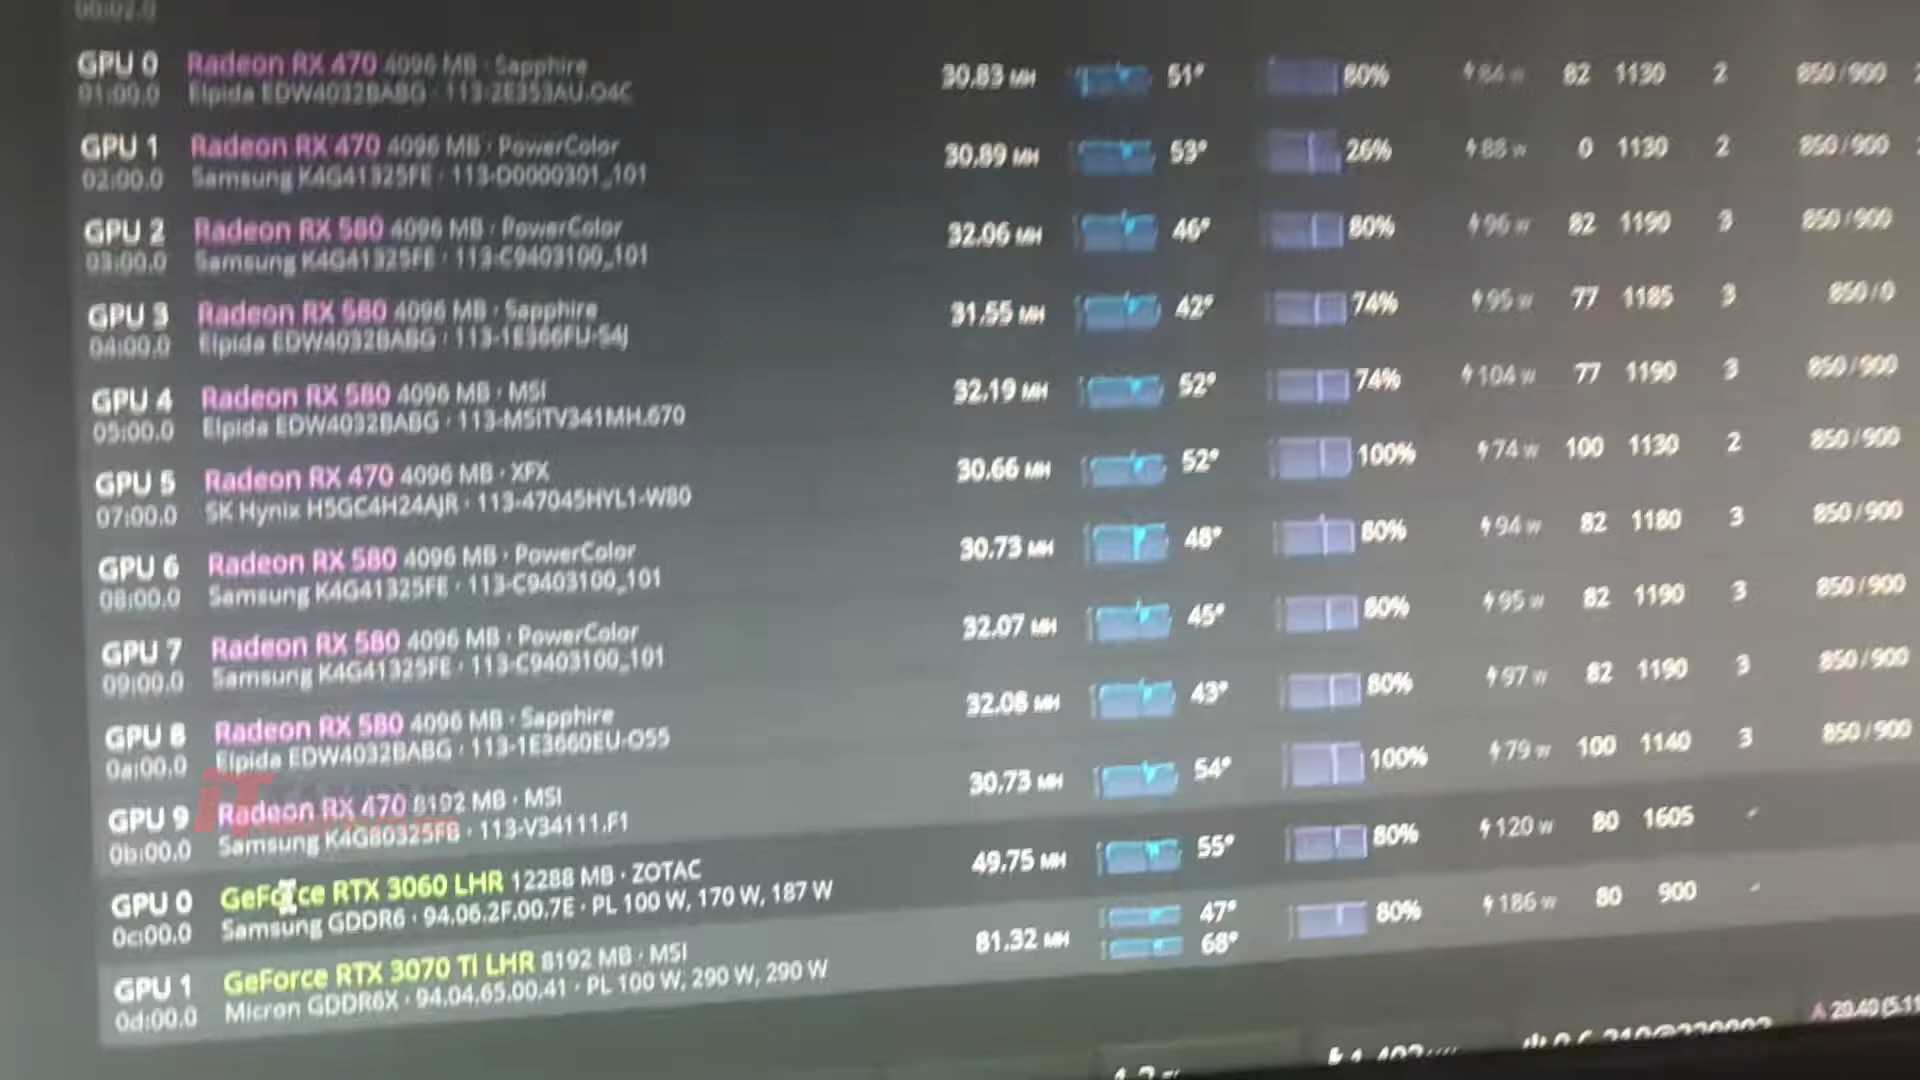 00:02.0
GPU 0 Radeon RX 470 4096 MB · Sapphire 30.83 MH 51° 80% 84 W 82 1130 2 850/900
01:00.0 Elpida EDW4032BABG · 113-2E353AU.O4C
GPU 1 Radeon RX 470 4096 MB · PowerColor 30.89 MH 53° 26% 88 W 0 1130 2 850/900
02:00.0 Samsung K4G41325FE · 113-D0000301_101
GPU 2 Radeon RX 580 4096 MB · PowerColor 32.06 MH 46° 80% 96 W 82 1190 3 850/900
03:00.0 Samsung K4G41325FE · 113-C9403100_101
GPU 3 Radeon RX 580 4096 MB · Sapphire 31.55 MH 42° 74% 95 W 77 1185 3 850/0
04:00.0 Elpida EDW4032BABG · 113-1E366FU-S4J
GPU 4 Radeon RX 580 4096 MB · MSI 32.19 MH 52° 74% 104 W 77 1190 3 850/900
05:00.0 Elpida EDW4032BABG · 113-MSITV341MH.670
GPU 5 Radeon RX 470 4096 MB · XFX 30.66 MH 52° 100% 74 W 100 1130 2 850/900
07:00.0 SK Hynix H5GC4H24AJR · 113-47045HYL1-W80
GPU 6 Radeon RX 580 4096 MB · PowerColor 30.73 MH 48° 80% 94 W 82 1180 3 850/900
08:00.0 Samsung K4G41325FE · 113-C9403100_101
GPU 7 Radeon RX 580 4096 MB · PowerColor 32.07 MH 45° 80% 95 W 82 1190 3 850/900
09:00.0 Samsung K4G41325FE · 113-C9403100_101
GPU 8 Radeon RX 580 4096 MB · Sapphire 32.08 MH 43° 80% 97 W 82 1190 3 850/900
0a:00.0 Elpida EDW4032BABG · 113-1E3660EU-O55
GPU 9 Radeon RX 470 8192 MB · MSI 30.73 MH 54° 100% 79 W 100 1140 3 850/900
0b:00.0 Samsung K4G80325FB · 113-V34111.F1
GPU 0 GeForce RTX 3060 LHR 12288 MB · ZOTAC 49.75 MH 55° 80% 120 W 80 1605 -
0c:00.0 Samsung GDDR6 · 94.06.2F.00.7E · PL 100 W, 170 W, 187 W
GPU 1 GeForce RTX 3070 Ti LHR 8192 MB · MSI 81.32 MH 47° 68° 80% 186 W 80 900 -
0d:00.0 Micron GDDR6X · 94.04.65.00.41 · PL 100 W, 290 W, 290 W
A 20.40